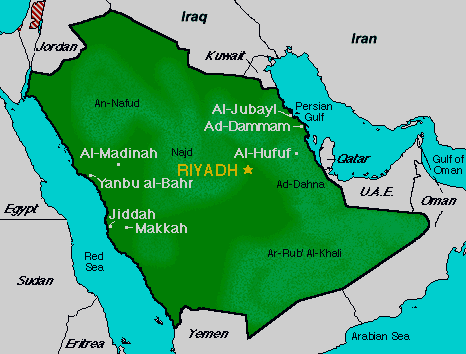 Iraq
Iran
Jordan
Kuwait
An-Nafud
Al-Jubayl
Persian
Gulf
Ad-Dammam
Najd
Al-Madinah
Al-Hufuf
Qatar
Gulf of
Oman
RIYADH
Yanbu al-Bahr
Ad-Dahna
U.A.E.
Oman
Egypt
Jiddah
Makkah
Red
Sea
Ar-Rub' Al-Khali
Sudan
Yemen
Arabian Sea
Eritrea